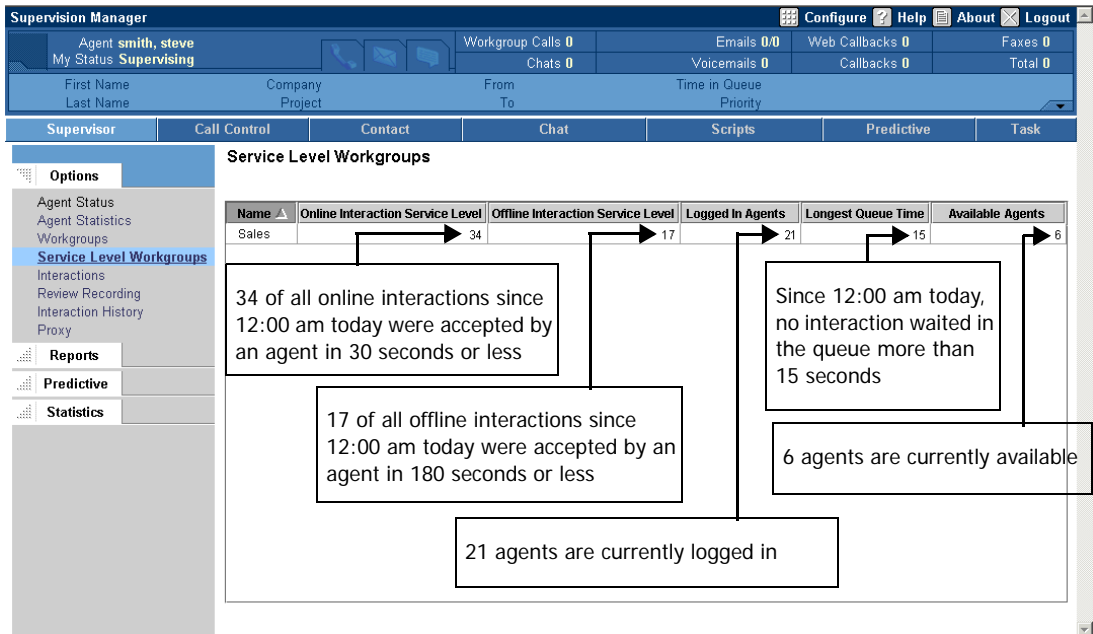 Supervision Manager
Configure ? Help About Logout
Agent smith, steve
My Status Supervising
Workgroup Calls 0
Chats 0
Emails 0/0
Voicemails 0
Web Callbacks 0
Callbacks 0
Faxes 0
Total 0
First Name Company From Time in Queue
Last Name Project To Priority
Supervisor Call Control Contact Chat Scripts Predictive Task
Options
Agent Status
Agent Statistics
Workgroups
Service Level Workgroups
Interactions
Review Recording
Interaction History
Proxy
Reports
Predictive
Statistics
Service Level Workgroups
Name Online Interaction Service Level Offline Interaction Service Level Logged In Agents Longest Queue Time Available Agents
Sales 34 17 21 15 6
34 of all online interactions since
12:00 am today were accepted by
an agent in 30 seconds or less
Since 12:00 am today,
no interaction waited in
the queue more than
15 seconds
17 of all offline interactions since
12:00 am today were accepted by an
agent in 180 seconds or less
6 agents are currently available
21 agents are currently logged in